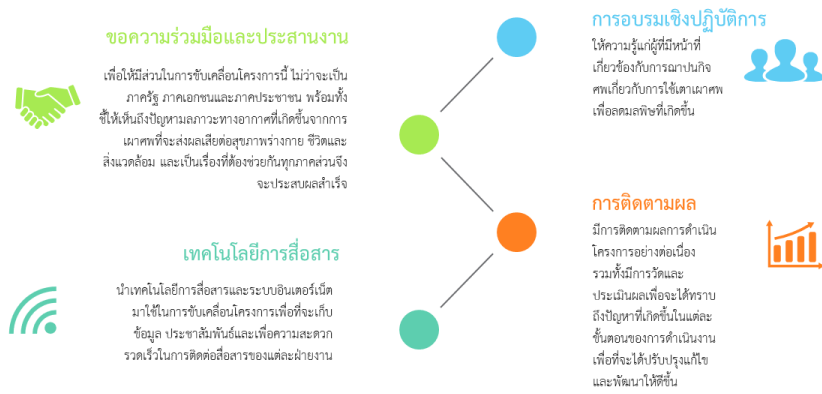 การอบรมเชิงปฏิบัติการ
ให้ความรู้แก่ผู้ที่มีหน้าที่
เกี่ยวข้องกับการฌาปนกิจ
ศพเกี่ยวกับการใช้เตาเผาศพ
เพื่อลดมลพิษที่เกิดขึ้น
ขอความร่วมมือและประสานงาน
เพื่อให้มีส่วนในการขับเคลื่อนโครงการนี้ ไม่ว่าจะเป็น
ภาครัฐ ภาคเอกชนและภาคประชาชน พร้อมทั้ง
ชี้ให้เห็นถึงปัญหามลภาวะทางอากาศที่เกิดขึ้นจากการ
เผาศพที่จะส่งผลเสียต่อสุขภาพร่างกาย ชีวิตและ
สิ่งแวดล้อม และเป็นเรื่องที่ต้องช่วยกันทุกภาคส่วนจึง
จะประสบผลสำเร็จ
การติดตามผล
มีการติดตามผลการดำเนิน
โครงการอย่างต่อเนื่อง
รวมทั้งมีการวัดและ
ประเมินผลเพื่อจะได้ทราบ
ถึงปัญหาที่เกิดขึ้นในแต่ละ
ขั้นตอนของการดำเนินงาน
เพื่อที่จะได้ปรับปรุงแก้ไข
และพัฒนาให้ดีขึ้น
เทคโนโลยีการสื่อสาร
นำเทคโนโลยีการสื่อสารและระบบอินเตอร์เน็ต
มาใช้ในการขับเคลื่อนโครงการเพื่อที่จะเก็บ
ข้อมูล ประชาสัมพันธ์และเพื่อความสะดวก
รวดเร็วในการติดต่อสื่อสารของแต่ละฝ่ายงาน